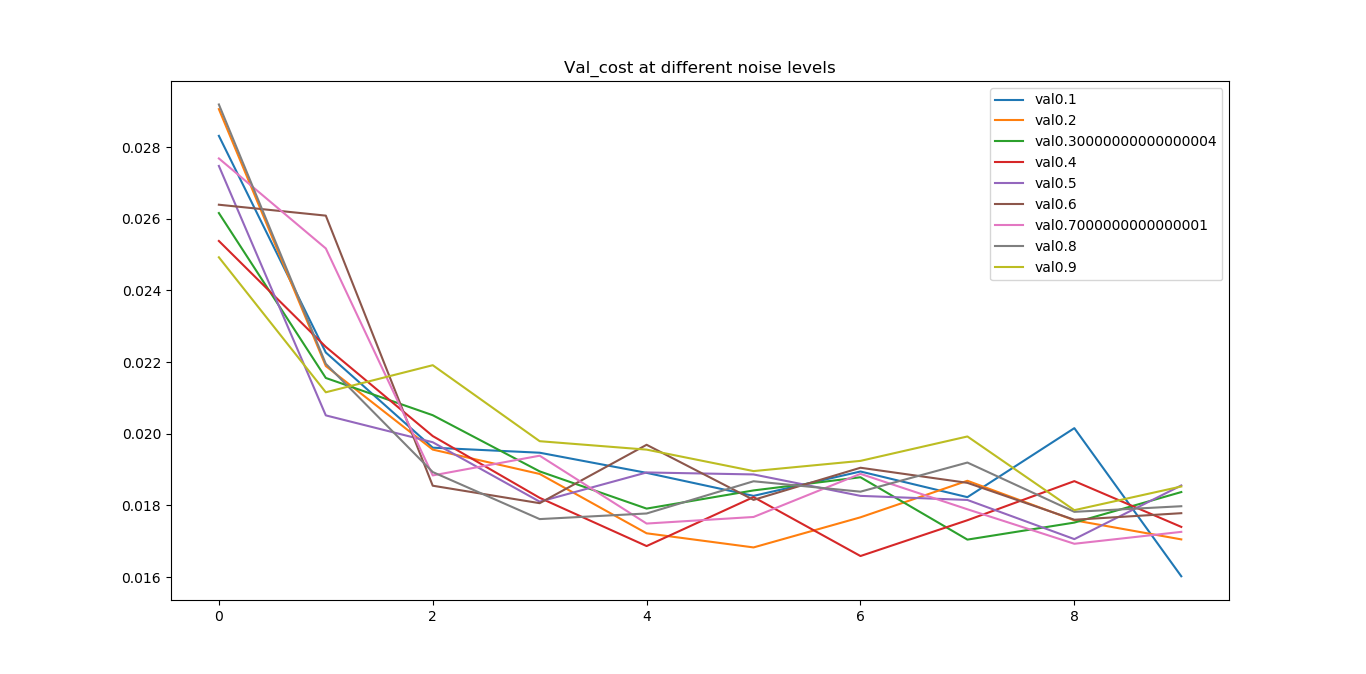 Val_cost at different noise levels
val0.1
val0.2
val0.30000000000000004
val0.4
val0.5
val0.6
val0.7000000000000001
val0.8
val0.9
0.028
0.026
0.024
0.022
0.020
0.018
0.016
0 2 4 6 8